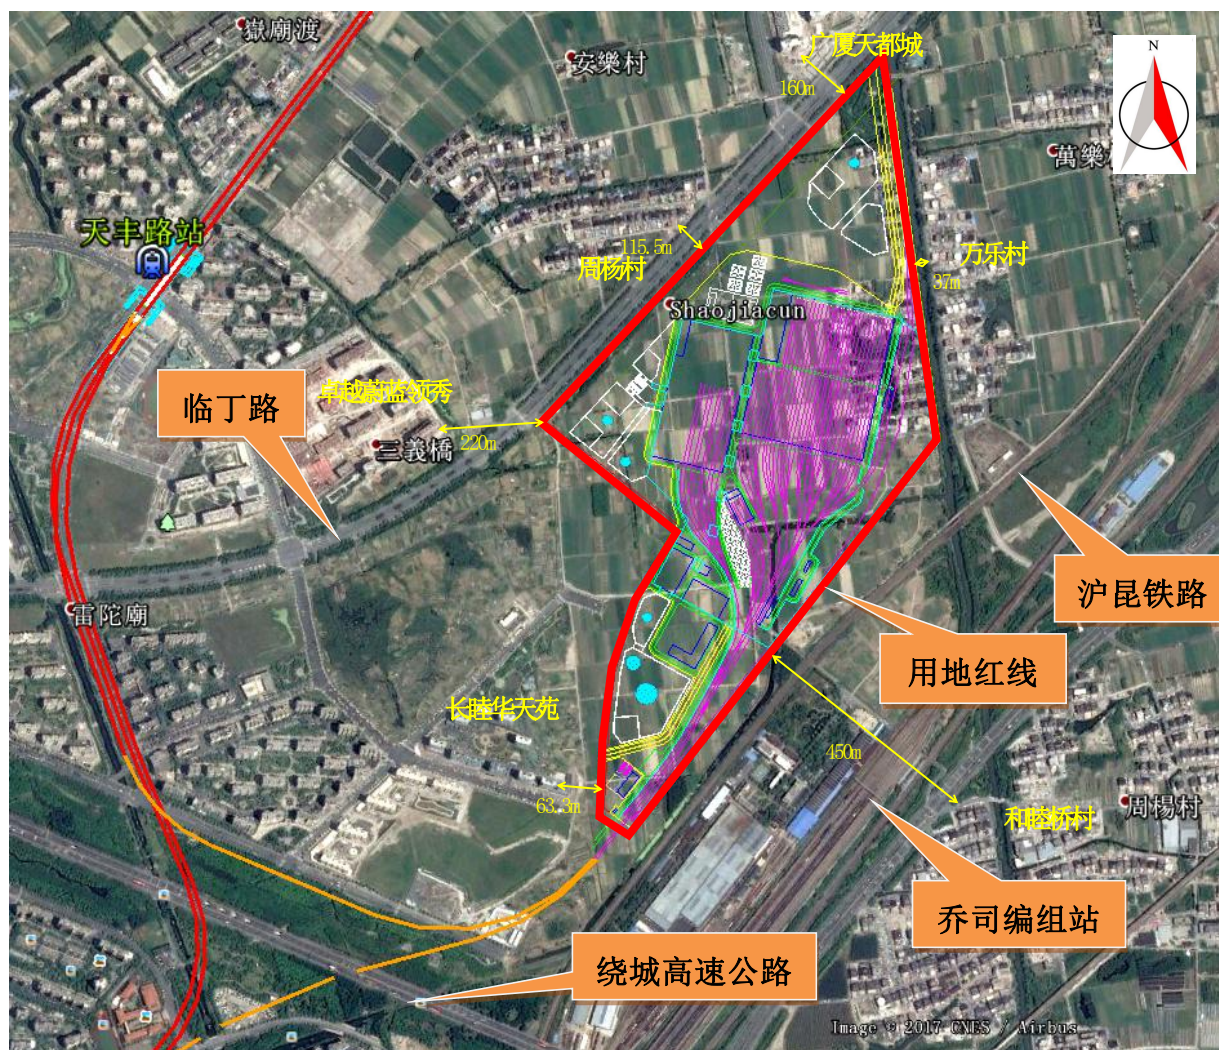 嶽廟渡
广厦天都城
N
安樂村
160m
萬樂
天丰路站
115.5m
周杨村
万乐村
37m
Shaojiacun
卓越蔚蓝领秀
临丁路
三義橋
220m
沪昆铁路
雷陀廟
用地红线
长睦华天苑
450m
63.3m
和睦桥村
周楊村
乔司编组站
绕城高速公路
Image © 2017 CNES / Airbus